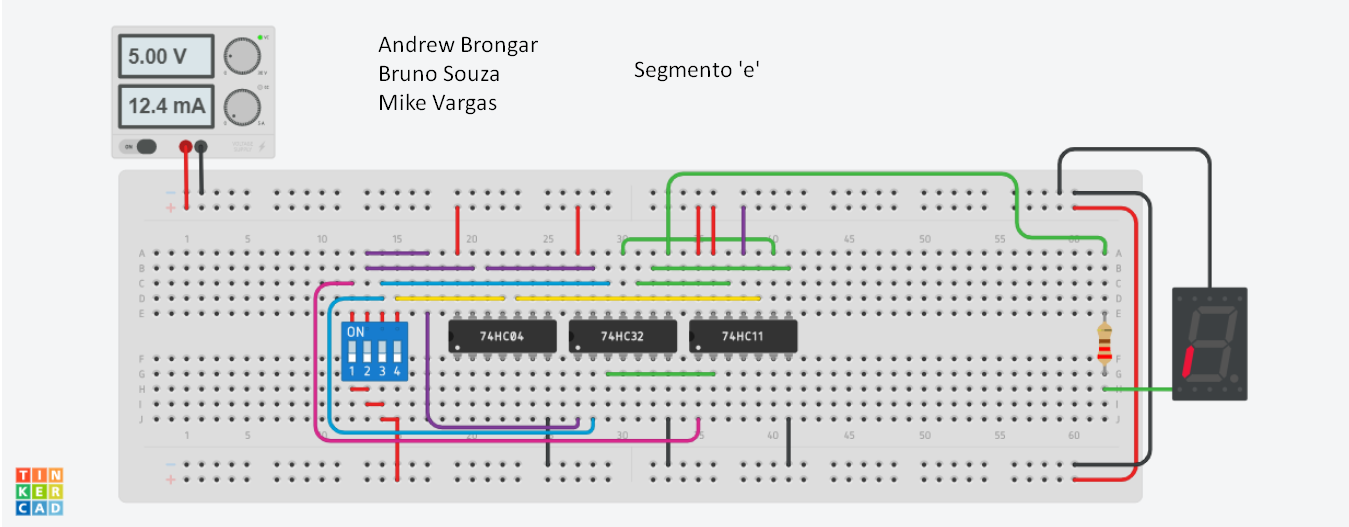 5.00 V
12.4 mA
ON
Andrew Brongar
Bruno Souza
Mike Vargas
Segmento 'e'
1 5 10 15 20 25 30 35 40 45 50 55 60
A A
B B
C C
D D
E E
ON
1 2 3 4
74HC04
74HC32
74HC11
F F
G G
H H
I I
J J
1 5 10 15 20 25 30 35 40 45 50 55 60
TIN
KER
CAD